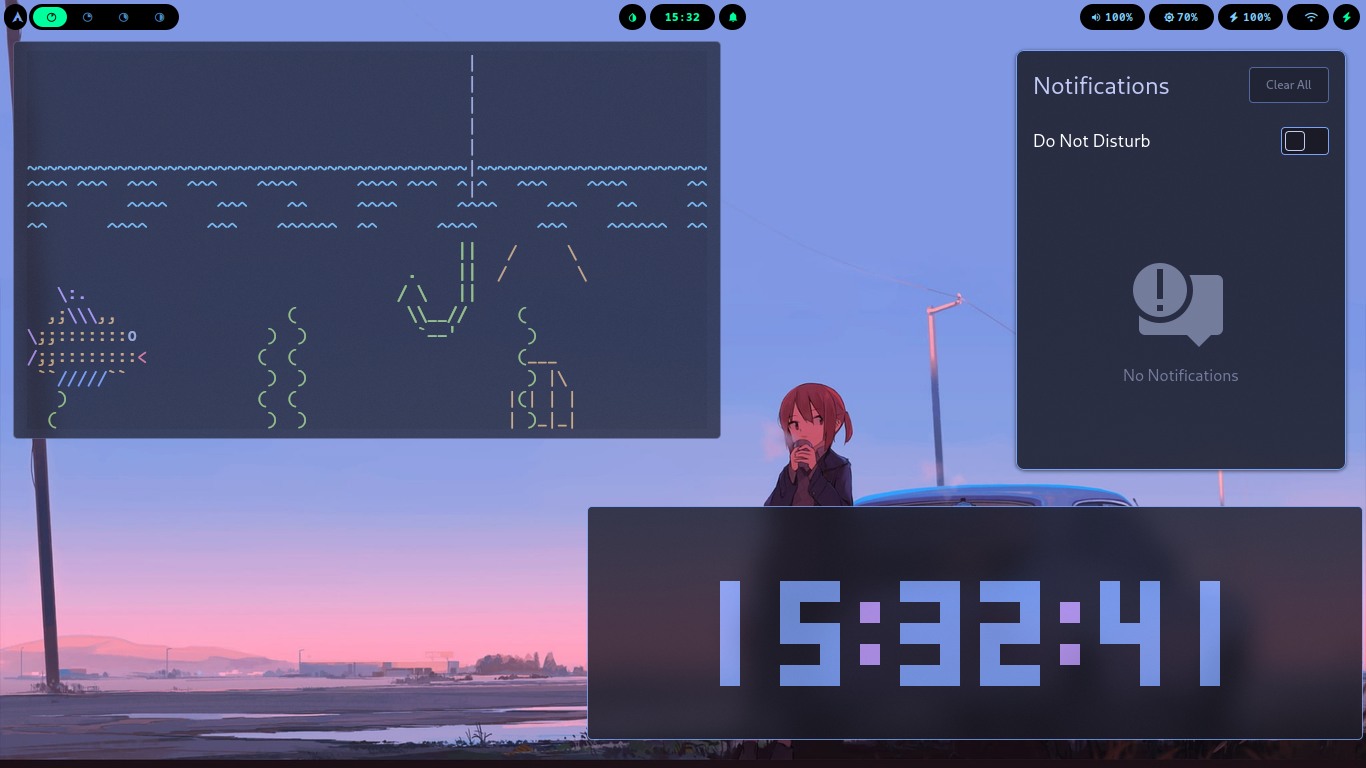 15:32
100%
70%
100%
Notifications
Clear All
Do Not Disturb
No Notifications
15:32:41